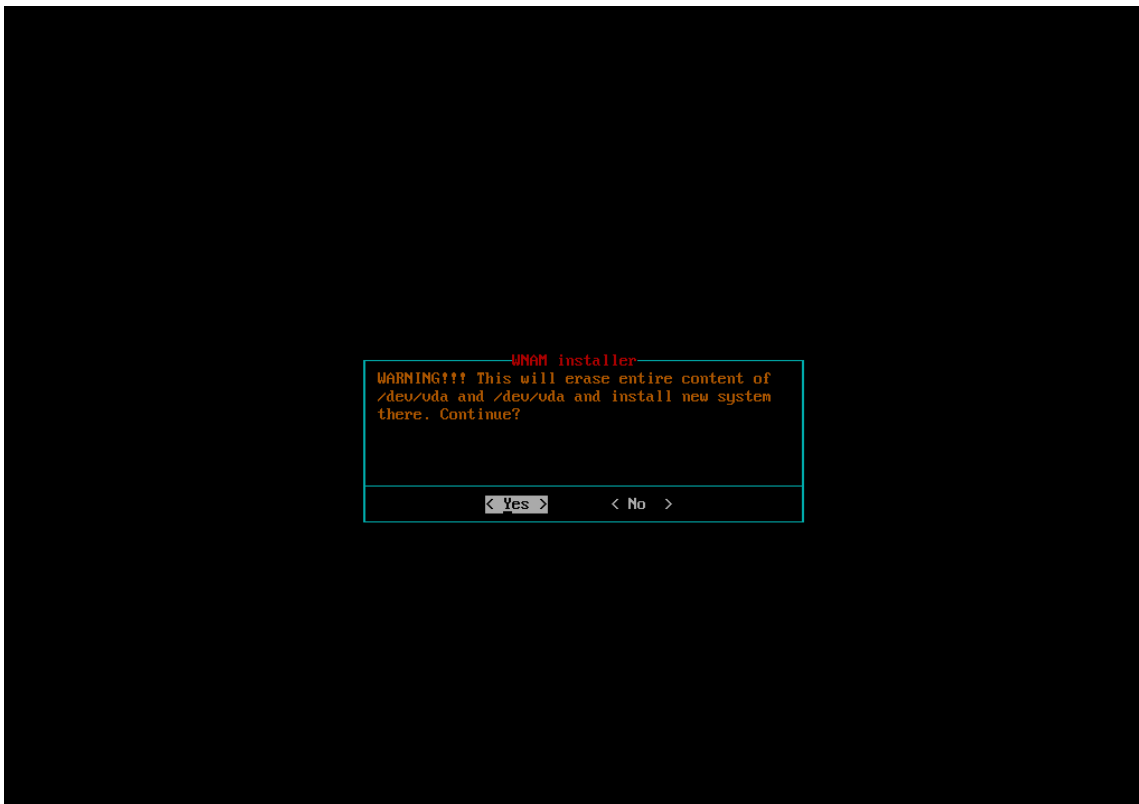 WNAM installer
WARNING!!! This will erase entire content of
/dev/vda and /dev/vda and install new system
there. Continue?
< Yes > < No >